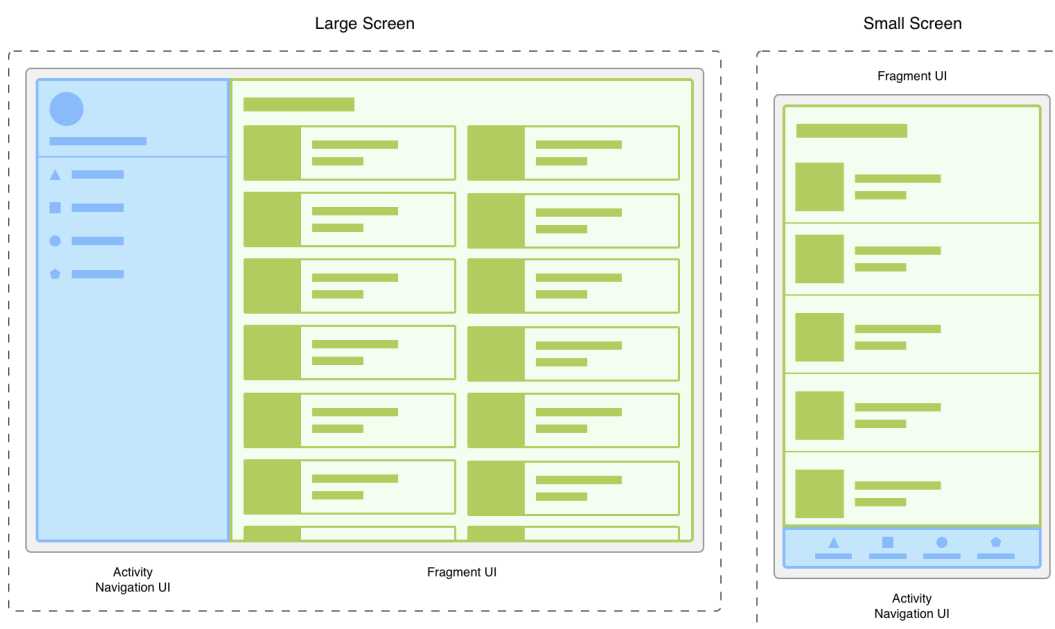 Large Screen
Small Screen
Fragment UI
Activity
Navigation UI
Fragment UI
Activity
Navigation UI